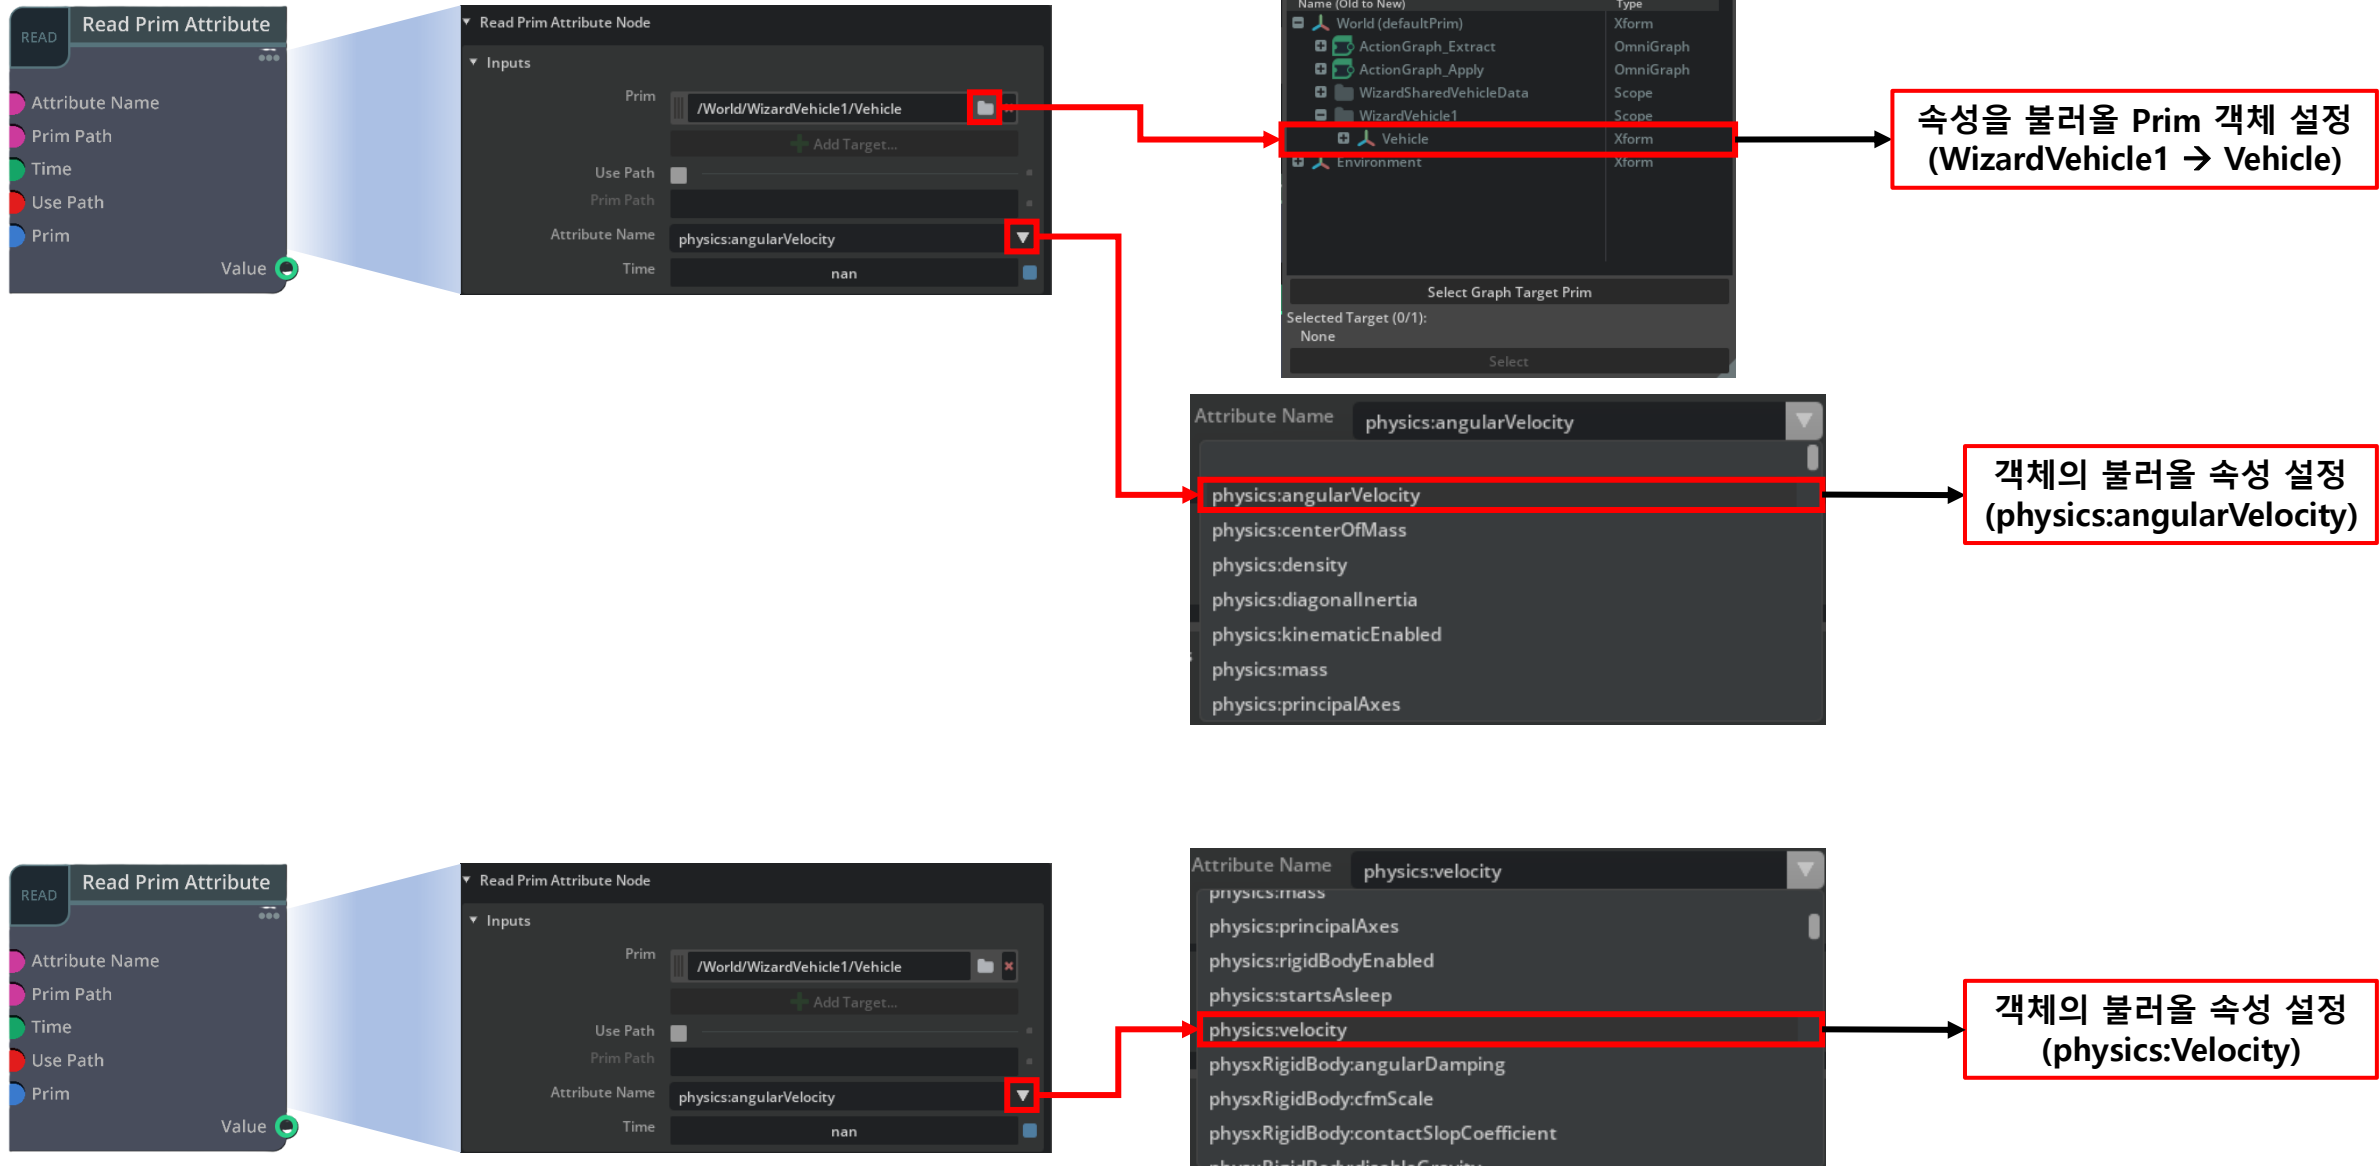 READ
Read Prim Attribute
Attribute Name
Prim Path
Time
Use Path
Prim
Value
Read Prim Attribute Node
Inputs
Prim
/World/WizardVehicle1/Vehicle
Add Target...
Use Path
Prim Path
Attribute Name
physics:angularVelocity
Time
nan
Name (Old to New) Type
World (defaultPrim) Xform
ActionGraph_Extract OmniGraph
ActionGraph_Apply OmniGraph
WizardSharedVehicleData Scope
WizardVehicle1 Scope
Vehicle Xform
Environment Xform
Select Graph Target Prim
Selected Target (0/1):
None
Select
속성을 불러올 Prim 객체 설정
(WizardVehicle1 → Vehicle)
Attribute Name physics:angularVelocity
physics:angularVelocity
physics:centerOfMass
physics:density
physics:diagonalInertia
physics:kinematicEnabled
physics:mass
physics:principalAxes
객체의 불러올 속성 설정
(physics:angularVelocity)
READ
Read Prim Attribute
Attribute Name
Prim Path
Time
Use Path
Prim
Value
Read Prim Attribute Node
Inputs
Prim
/World/WizardVehicle1/Vehicle
Add Target...
Use Path
Prim Path
Attribute Name
physics:angularVelocity
Time
nan
Attribute Name physics:velocity
physics:mass
physics:principalAxes
physics:rigidBodyEnabled
physics:startsAsleep
physics:velocity
physxRigidBody:angularDamping
physxRigidBody:cfmScale
physxRigidBody:contactSlopCoefficient
physxRigidBody:disableGravity
객체의 불러올 속성 설정
(physics:Velocity)